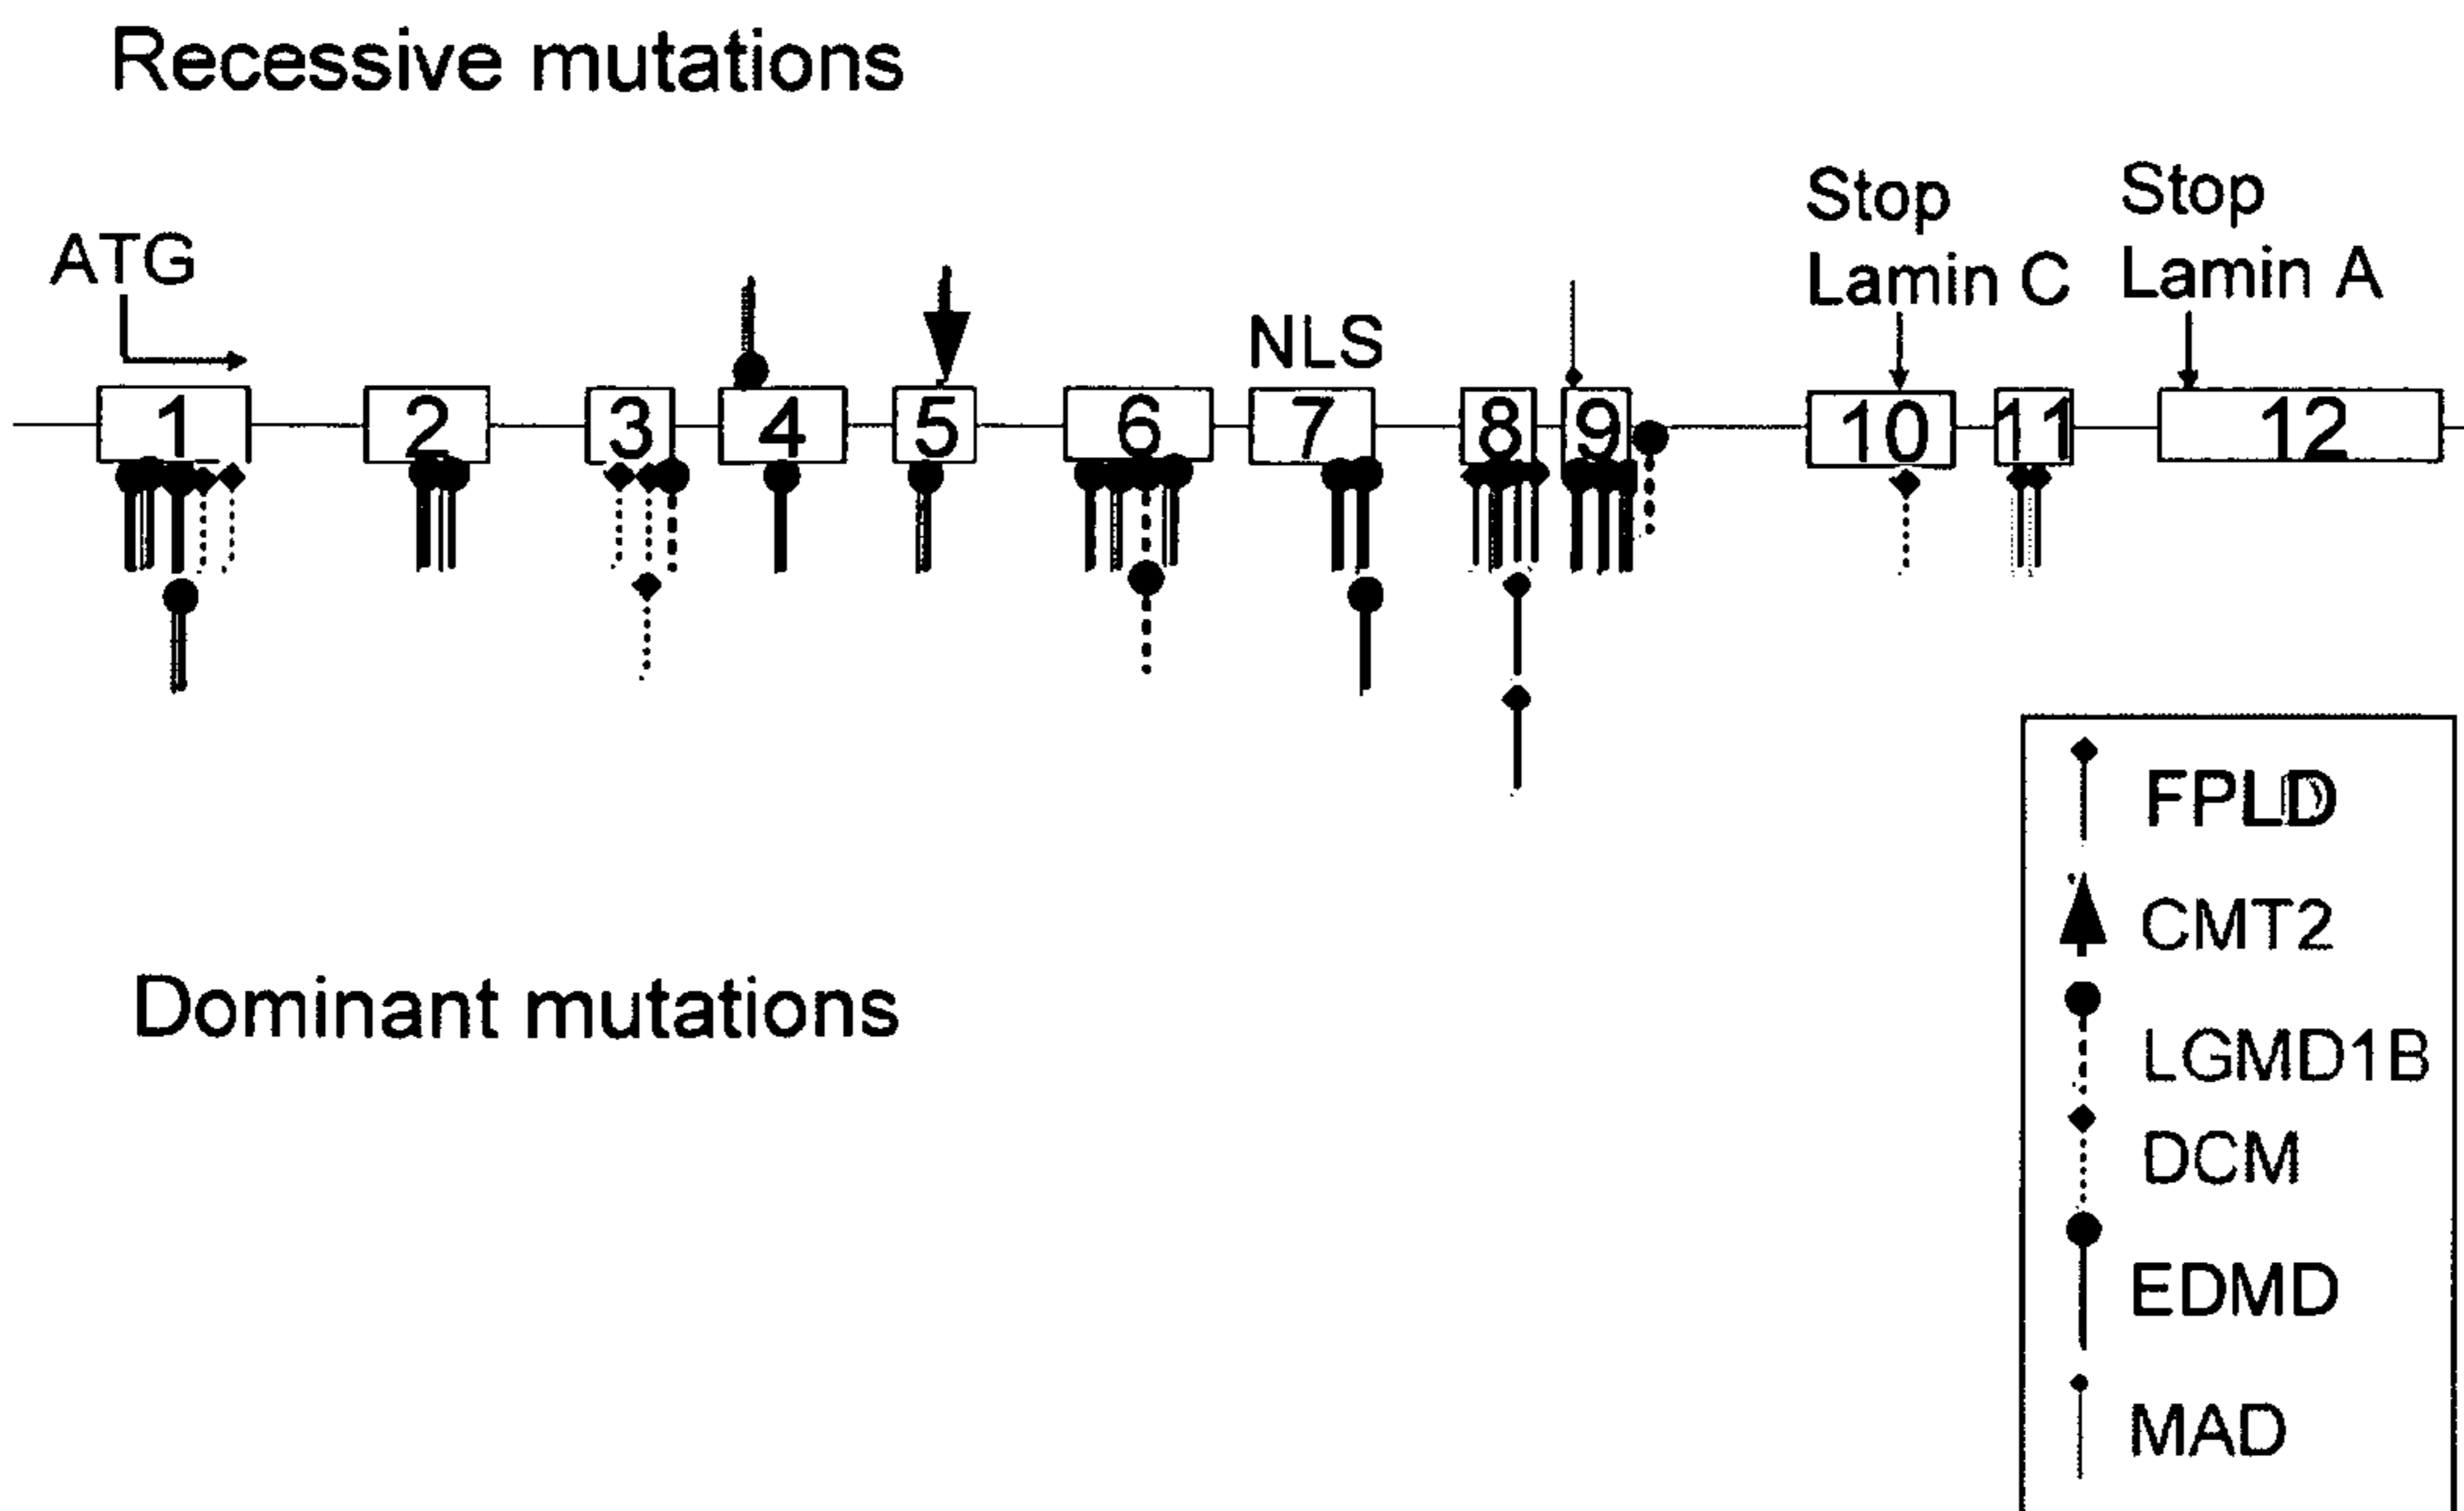 Recessive mutations
Stop
Lamin C
Stop
Lamin A
ATG
NLS
1 2 3 4 5 6 7 8 9 10 11 12
Dominant mutations
FPLD
CMT2
LGMD1B
DCM
EDMD
MAD